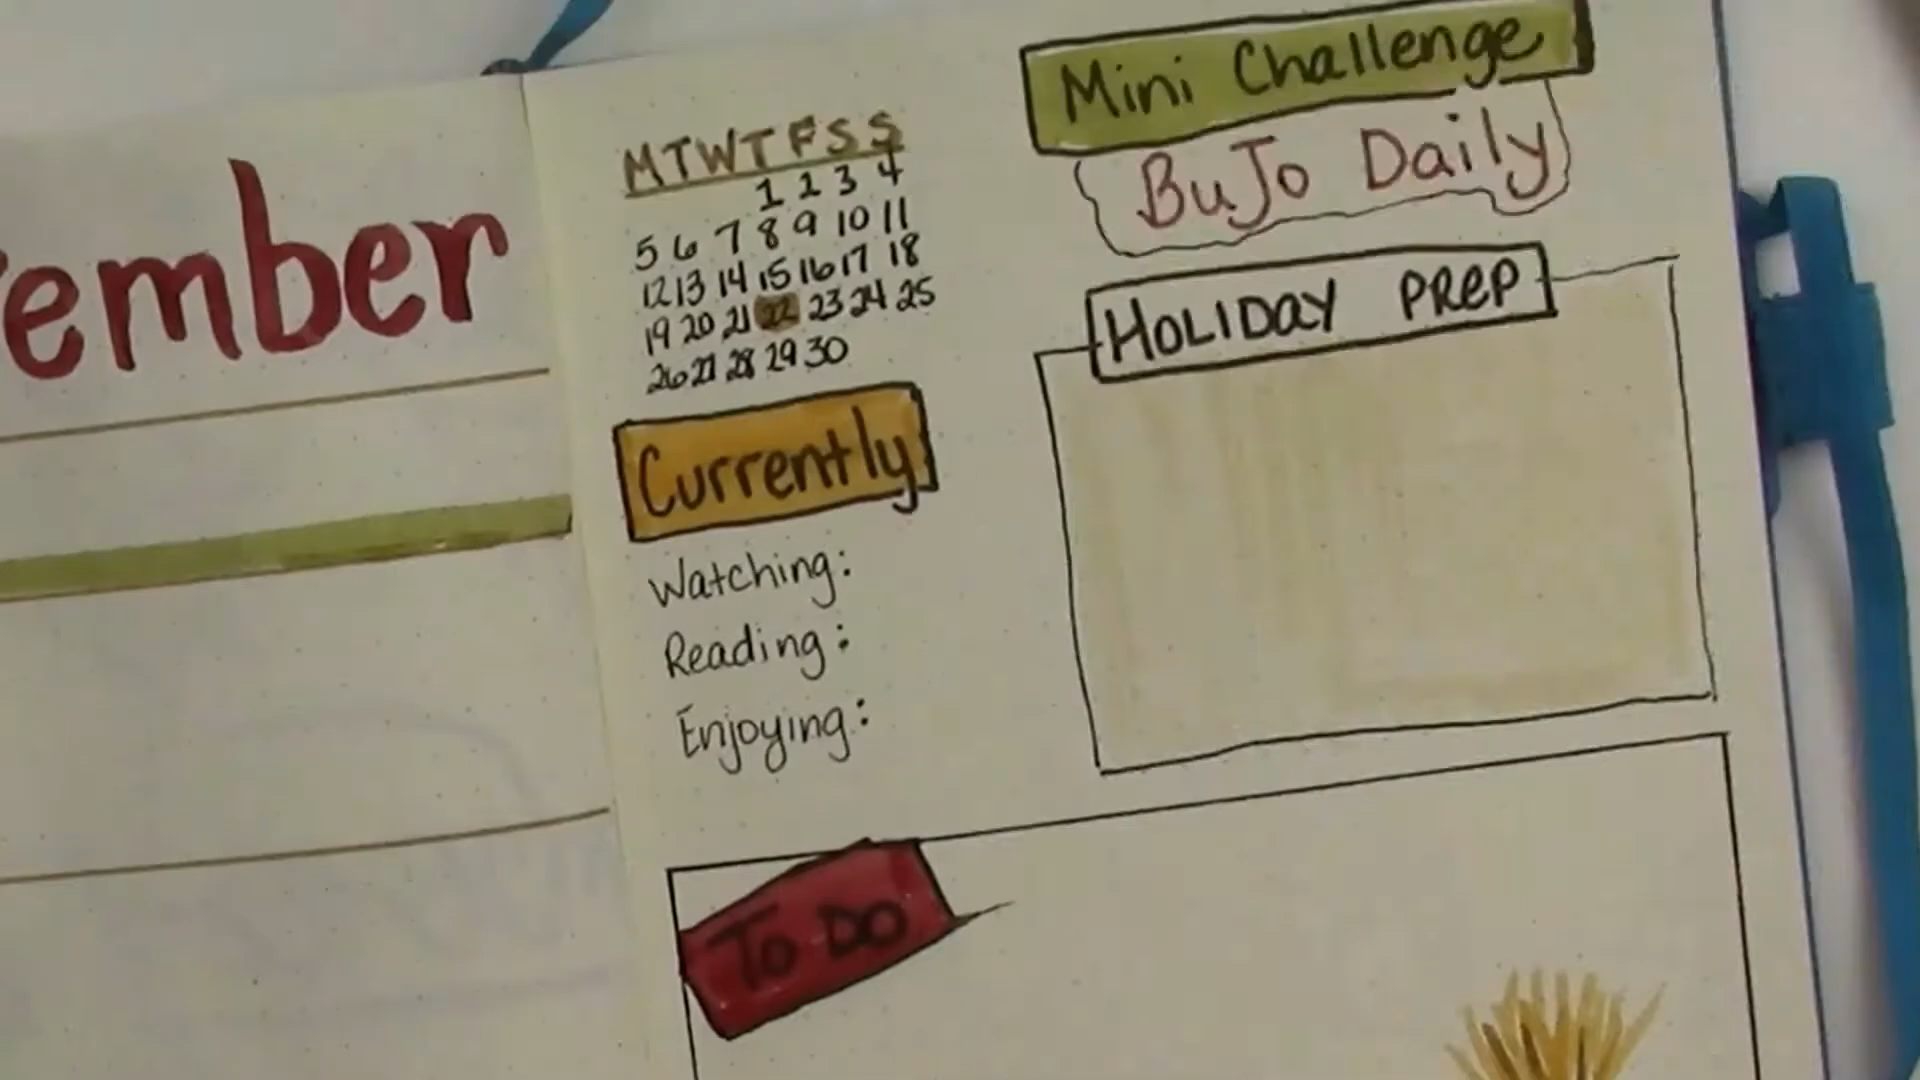 ember
M T W T F S S
1 2 3 4
5 6 7 8 9 10 11
12 13 14 15 16 17 18
19 20 21 22 23 24 25
26 27 28 29 30
Currently
Watching:
Reading:
Enjoying:
Mini Challenge
BuJo Daily
HOLIDAY PREP
To Do